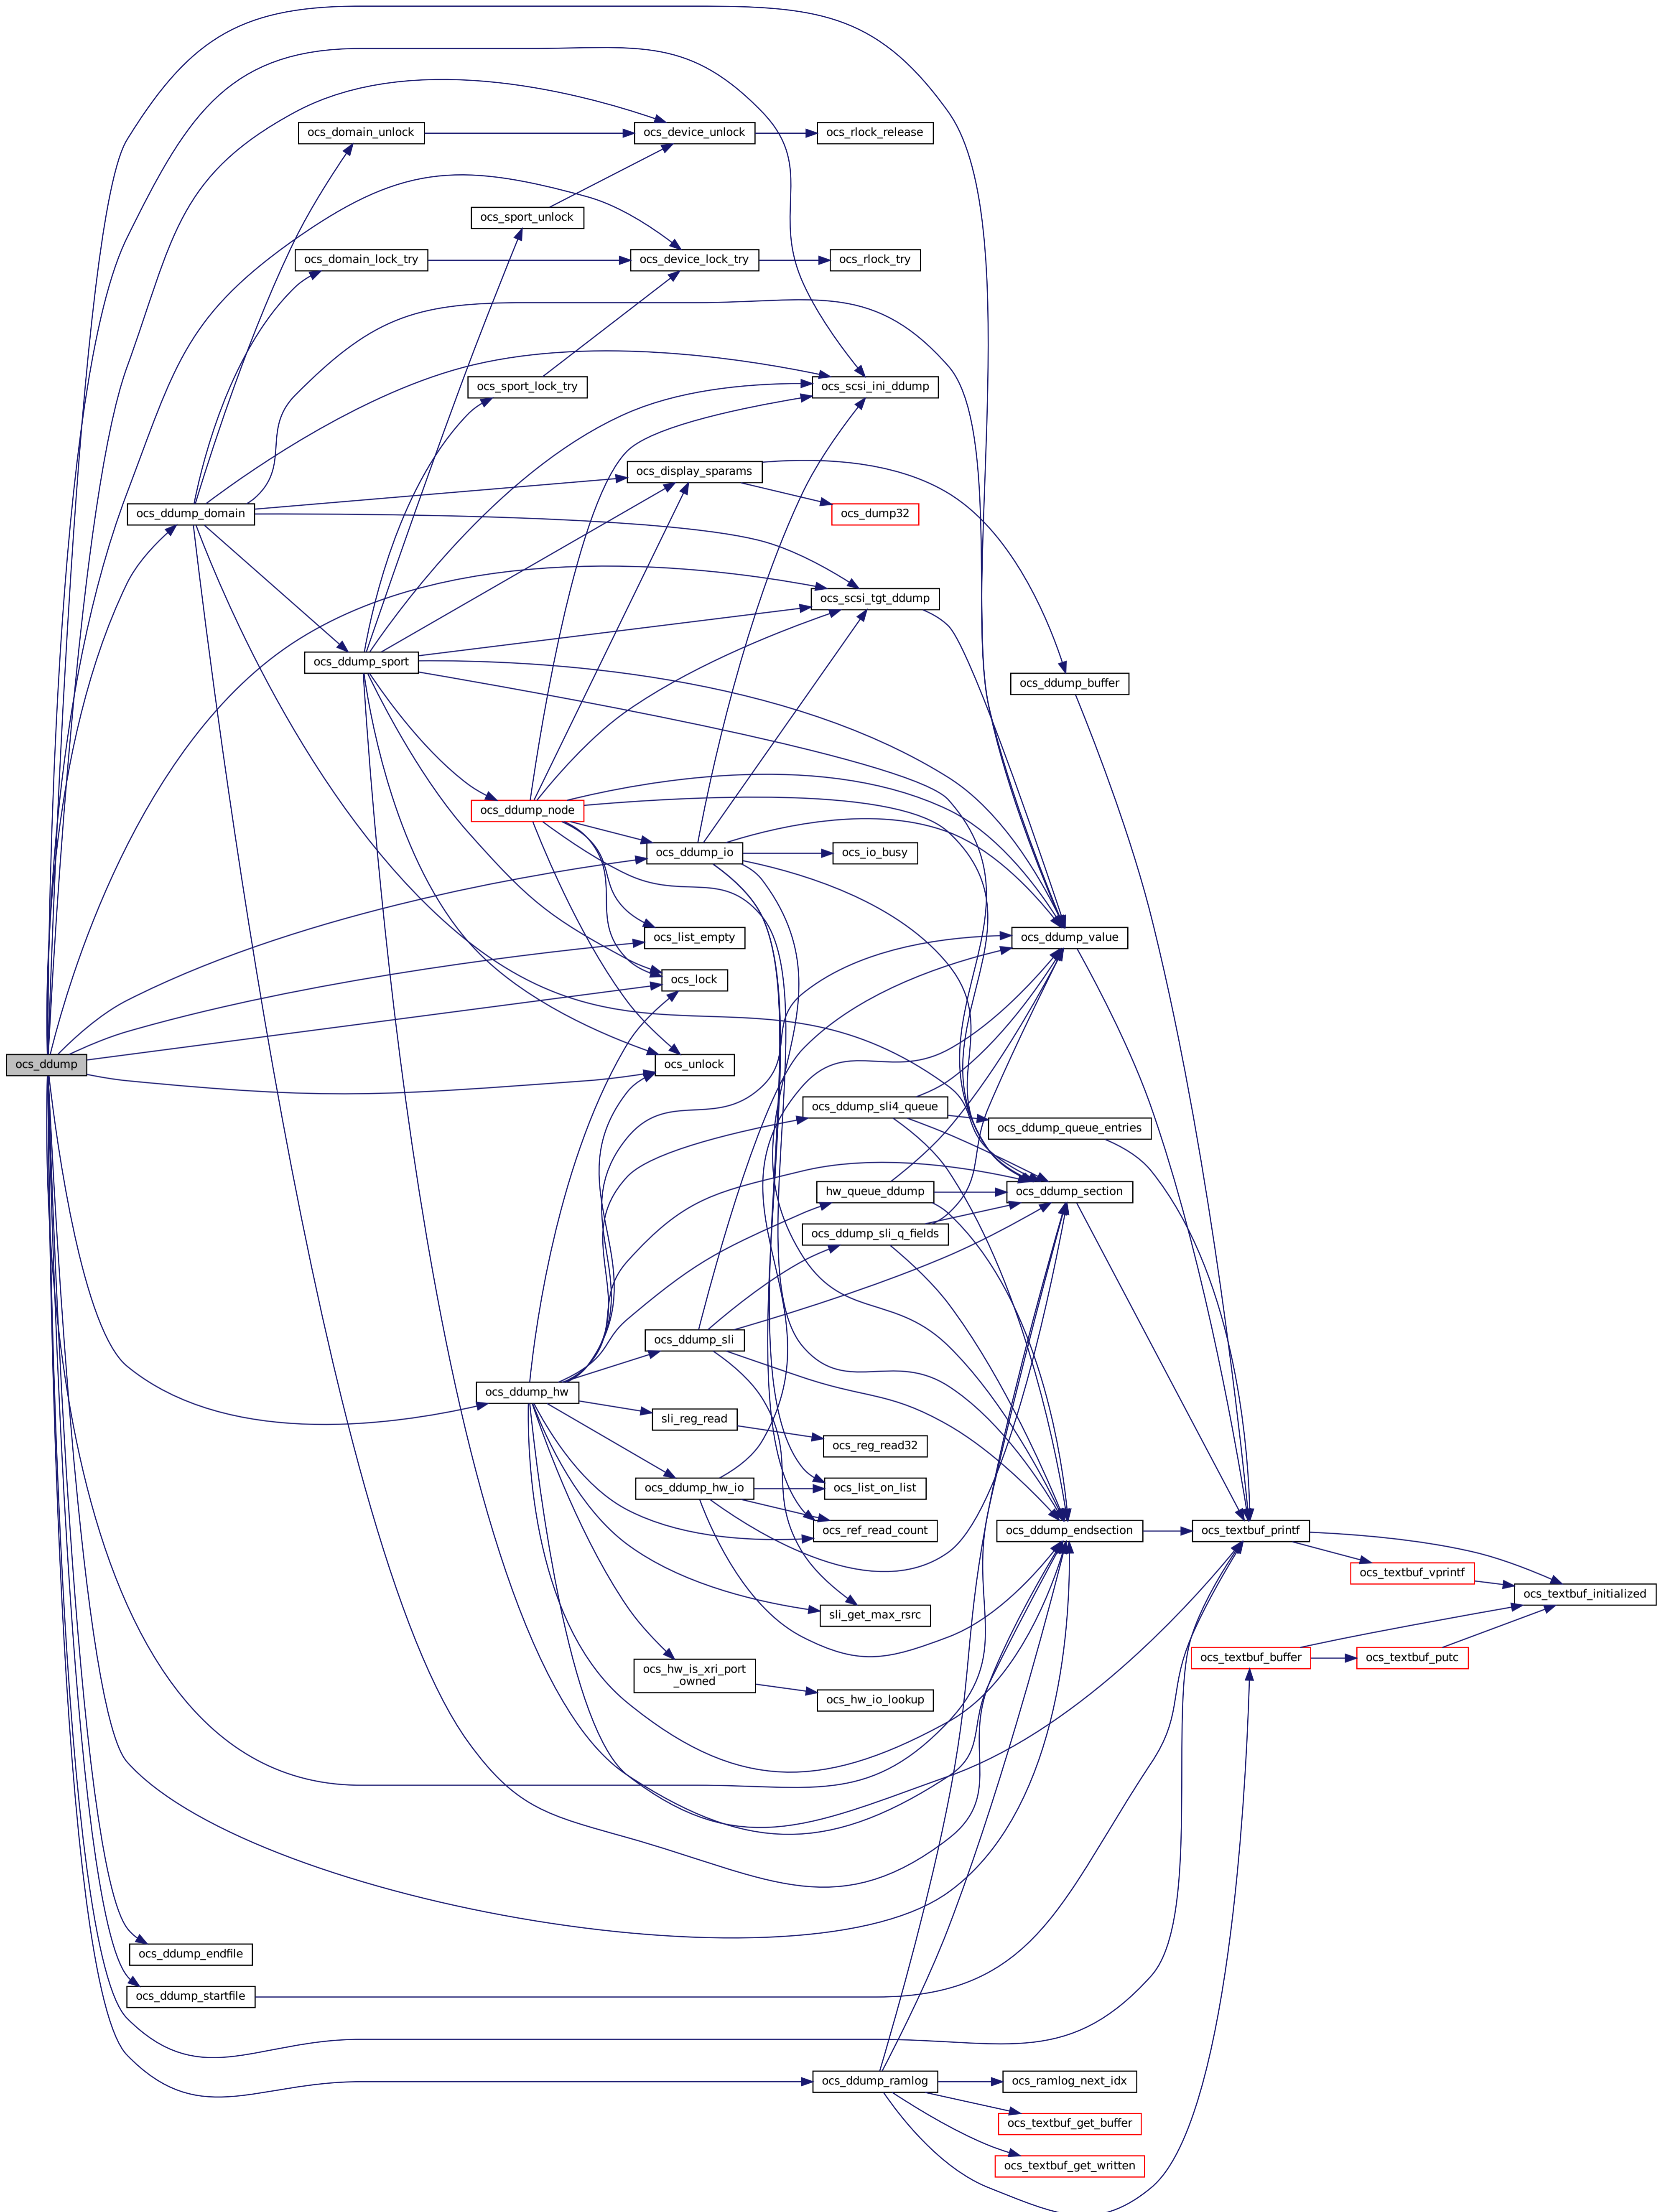 ocs_domain_unlock
ocs_device_unlock
ocs_rlock_release
ocs_sport_unlock
ocs_domain_lock_try
ocs_device_lock_try
ocs_rlock_try
ocs_sport_lock_try
ocs_scsi_ini_ddump
ocs_display_sparams
ocs_ddump_domain
ocs_dump32
ocs_scsi_tgt_ddump
ocs_ddump_sport
ocs_ddump_buffer
ocs_ddump_node
ocs_ddump_io
ocs_io_busy
ocs_list_empty
ocs_ddump_value
ocs_lock
ocs_ddump
ocs_unlock
ocs_ddump_sli4_queue
ocs_ddump_queue_entries
hw_queue_ddump
ocs_ddump_section
ocs_ddump_sli_q_fields
ocs_ddump_sli
ocs_ddump_hw
sli_reg_read
ocs_reg_read32
ocs_ddump_hw_io
ocs_list_on_list
ocs_ref_read_count
ocs_ddump_endsection
ocs_textbuf_printf
ocs_textbuf_vprintf
ocs_textbuf_initialized
sli_get_max_rsrc
ocs_textbuf_buffer
ocs_textbuf_putc
ocs_hw_is_xri_port
_owned
ocs_hw_io_lookup
ocs_ddump_endfile
ocs_ddump_startfile
ocs_ddump_ramlog
ocs_ramlog_next_idx
ocs_textbuf_get_buffer
ocs_textbuf_get_written